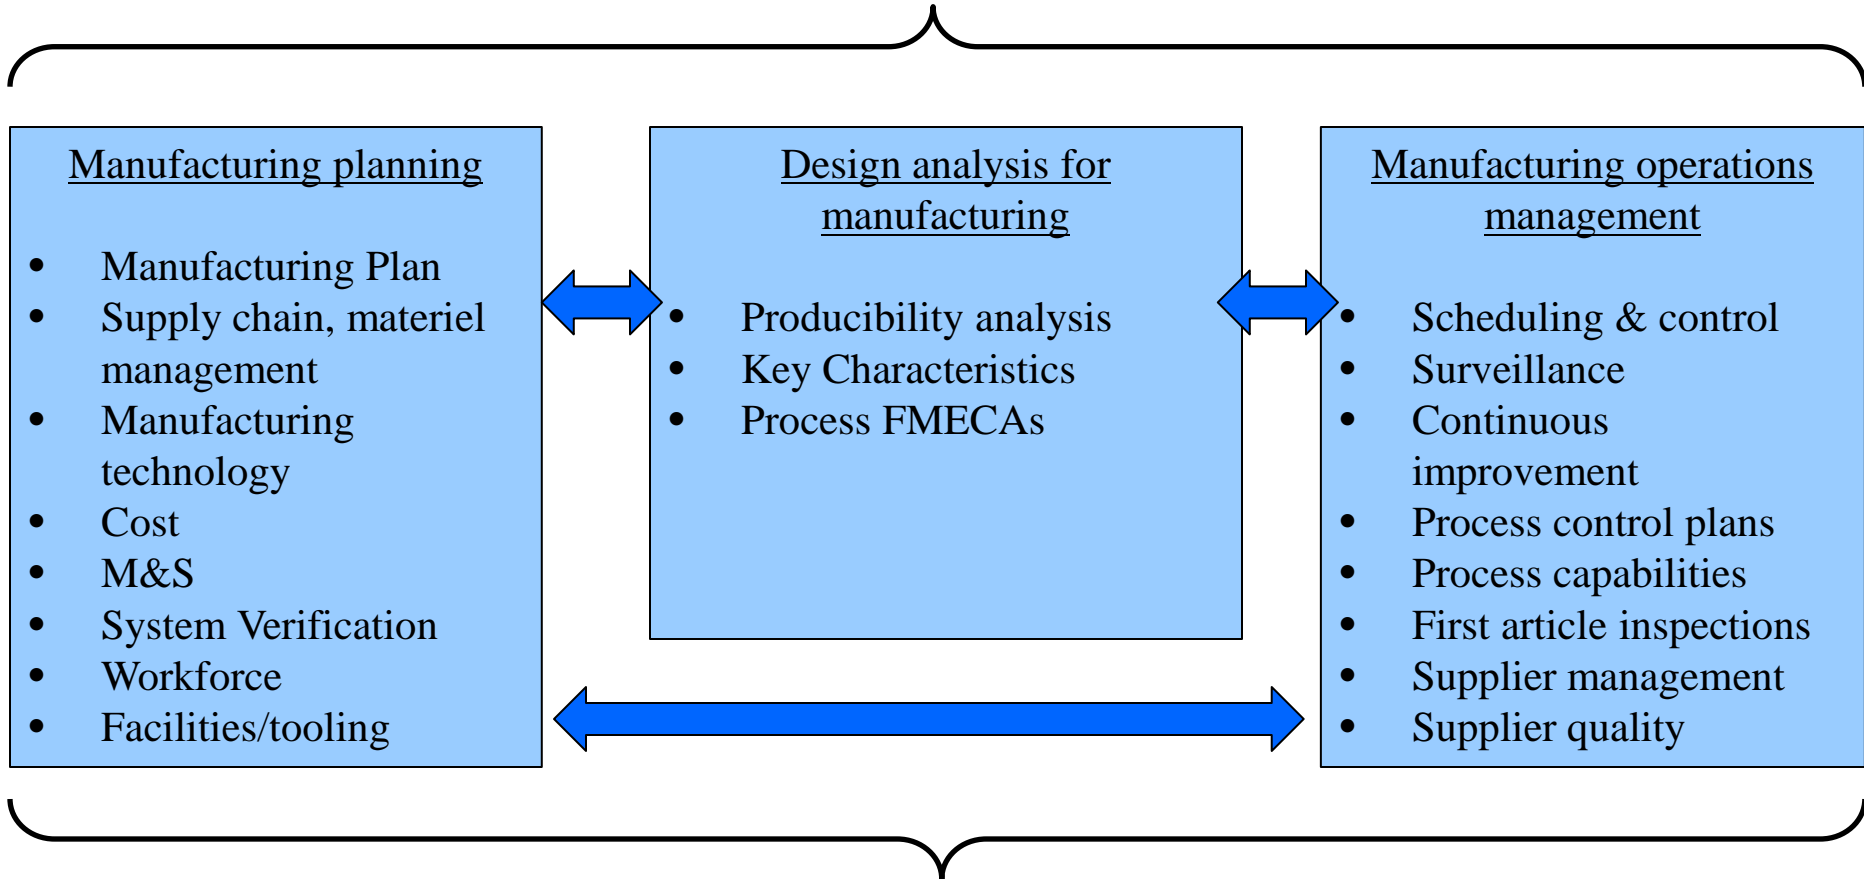 Manufacturing planning
• Manufacturing Plan
• Supply chain, materiel
management
• Manufacturing
technology
• Cost
• M&S
• System Verification
• Workforce
• Facilities/tooling
Design analysis for
manufacturing
• Producibility analysis
• Key Characteristics
• Process FMECAs
Manufacturing operations
management
• Scheduling & control
• Surveillance
• Continuous
improvement
• Process control plans
• Process capabilities
• First article inspections
• Supplier management
• Supplier quality